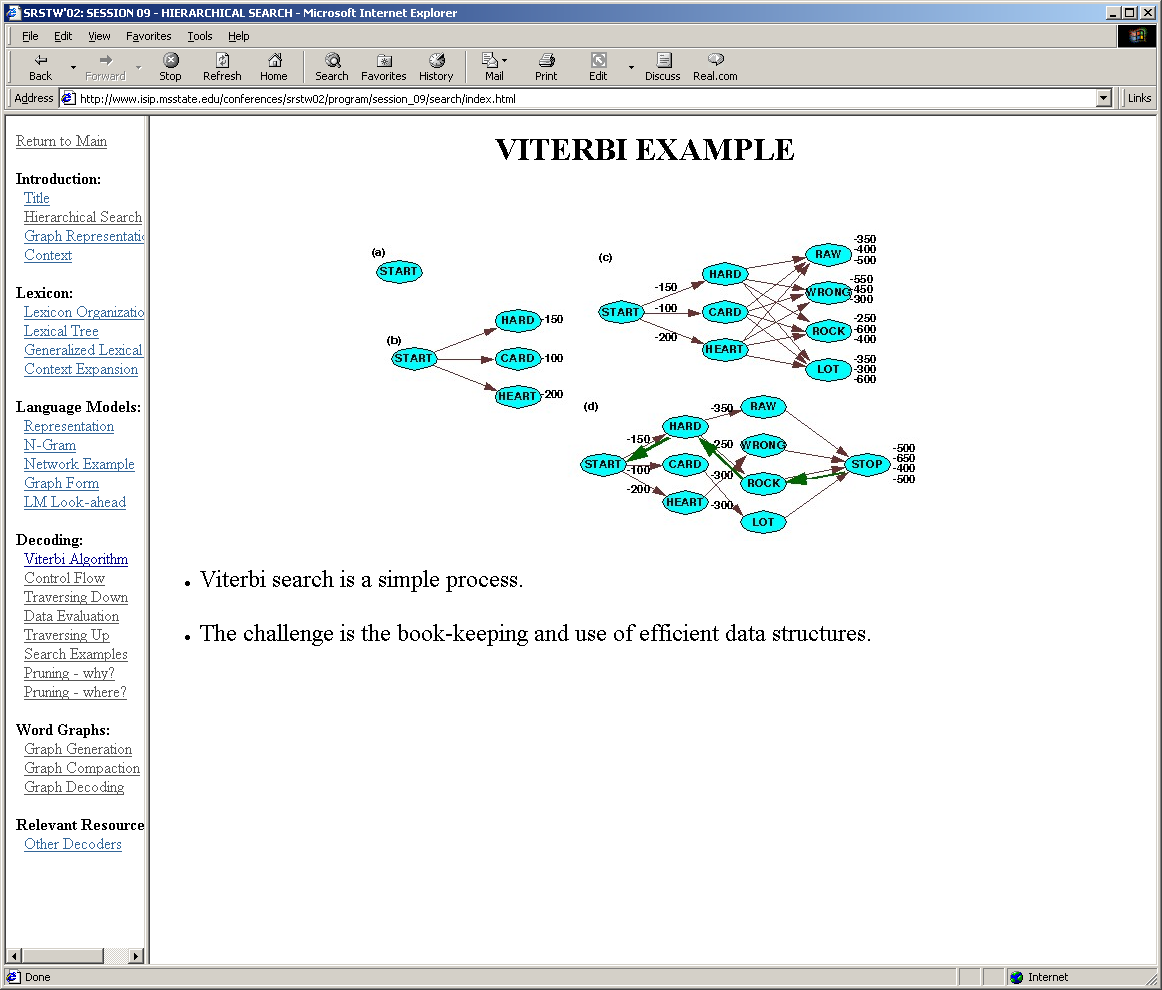 SRSTW'02: SESSION 09 - HIERARCHICAL SEARCH - Microsoft Internet Explorer
File Edit View Favorites Tools Help
Back Forward Stop Refresh Home Search Favorites History Mail Print Edit Discuss Real.com
Address http://www.isip.msstate.edu/conferences/srstw02/program/session_09/search/index.html Links
Return to Main
Introduction:
Title
Hierarchical Search
Graph Representatio
Context
Lexicon:
Lexicon Organizatio
Lexical Tree
Generalized Lexical
Context Expansion
Language Models:
Representation
N-Gram
Network Example
Graph Form
LM Look-ahead
Decoding:
Viterbi Algorithm
Control Flow
Traversing Down
Data Evaluation
Traversing Up
Search Examples
Pruning - why?
Pruning - where?
Word Graphs:
Graph Generation
Graph Compaction
Graph Decoding
Relevant Resource
Other Decoders
VITERBI EXAMPLE
(a)
START
(b)
START
HARD -150
CARD -100
HEART -200
(c)
START
-150
-100
-200
HARD
CARD
HEART
RAW
-350
-400
-500
WRONG
-550
-450
-300
ROCK
-250
-600
-400
LOT
-350
-300
-600
(d)
START
-150
-100
-200
HARD
CARD
HEART
-350
-250
-300
-300
RAW
WRONG
ROCK
LOT
STOP
-500
-650
-400
-500
• Viterbi search is a simple process.
• The challenge is the book-keeping and use of efficient data structures.
Done Internet